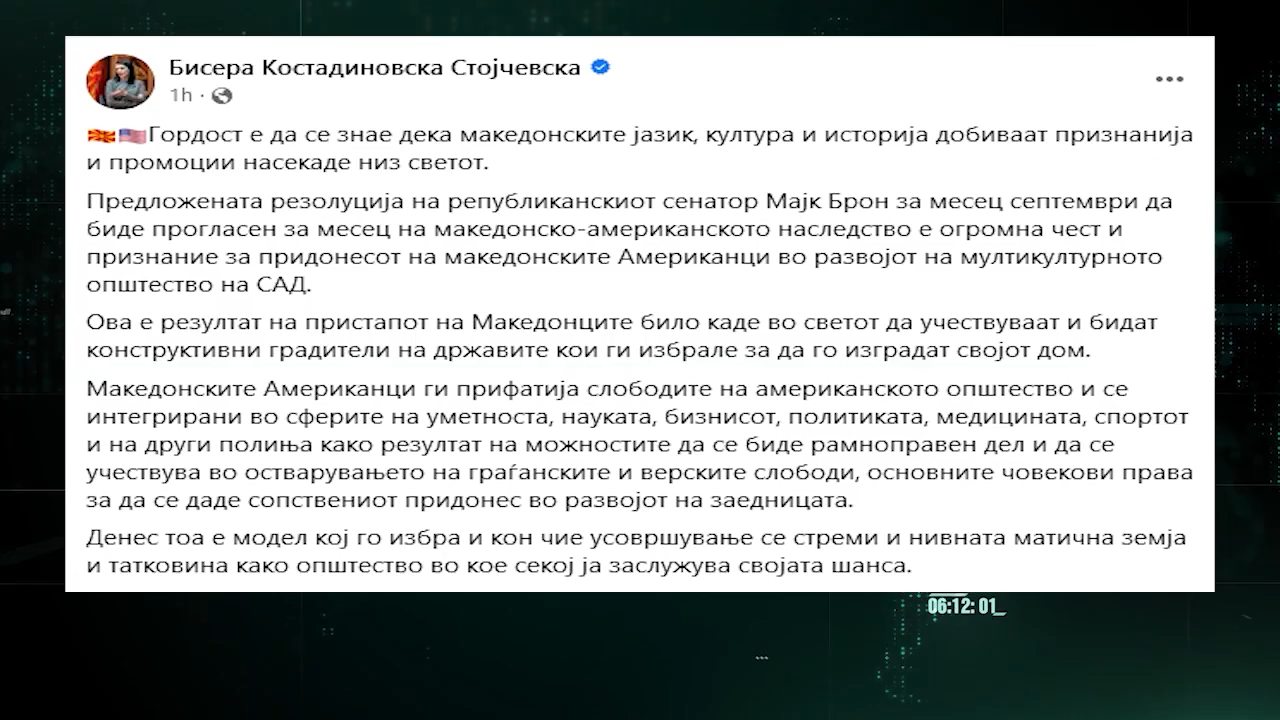 Бисера Костадиновска Стојчевска
1h ·
Гордост е да се знае дека македонските јазик, култура и историја добиваат признанија
и промоции насекаде низ светот.
Предложената резолуција на републиканскиот сенатор Мајк Брон за месец септември да
биде прогласен за месец на македонско-американското наследство е огромна чест и
признание за придонесот на македонските Американци во развојот на мултикултурното
општество на САД.
Ова е резултат на пристапот на Македонците било каде во светот да учествуваат и бидат
конструктивни градители на државите кои ги избрале за да го изградат својот дом.
Македонските Американци ги прифатија слободите на американското општество и се
интегрирани во сферите на уметноста, науката, бизнисот, политиката, медицината, спортот
и на други полиња како резултат на можностите да се биде рамноправен дел и да се
учествува во остварувањето на граѓанските и верските слободи, основните човекови права
за да се даде сопствениот придонес во развојот на заедницата.
Денес тоа е модел кој го избра и кон чие усовршување се стреми и нивната матична земја
и татковина како општество во кое секој ја заслужува својата шанса.
06:12: 01_